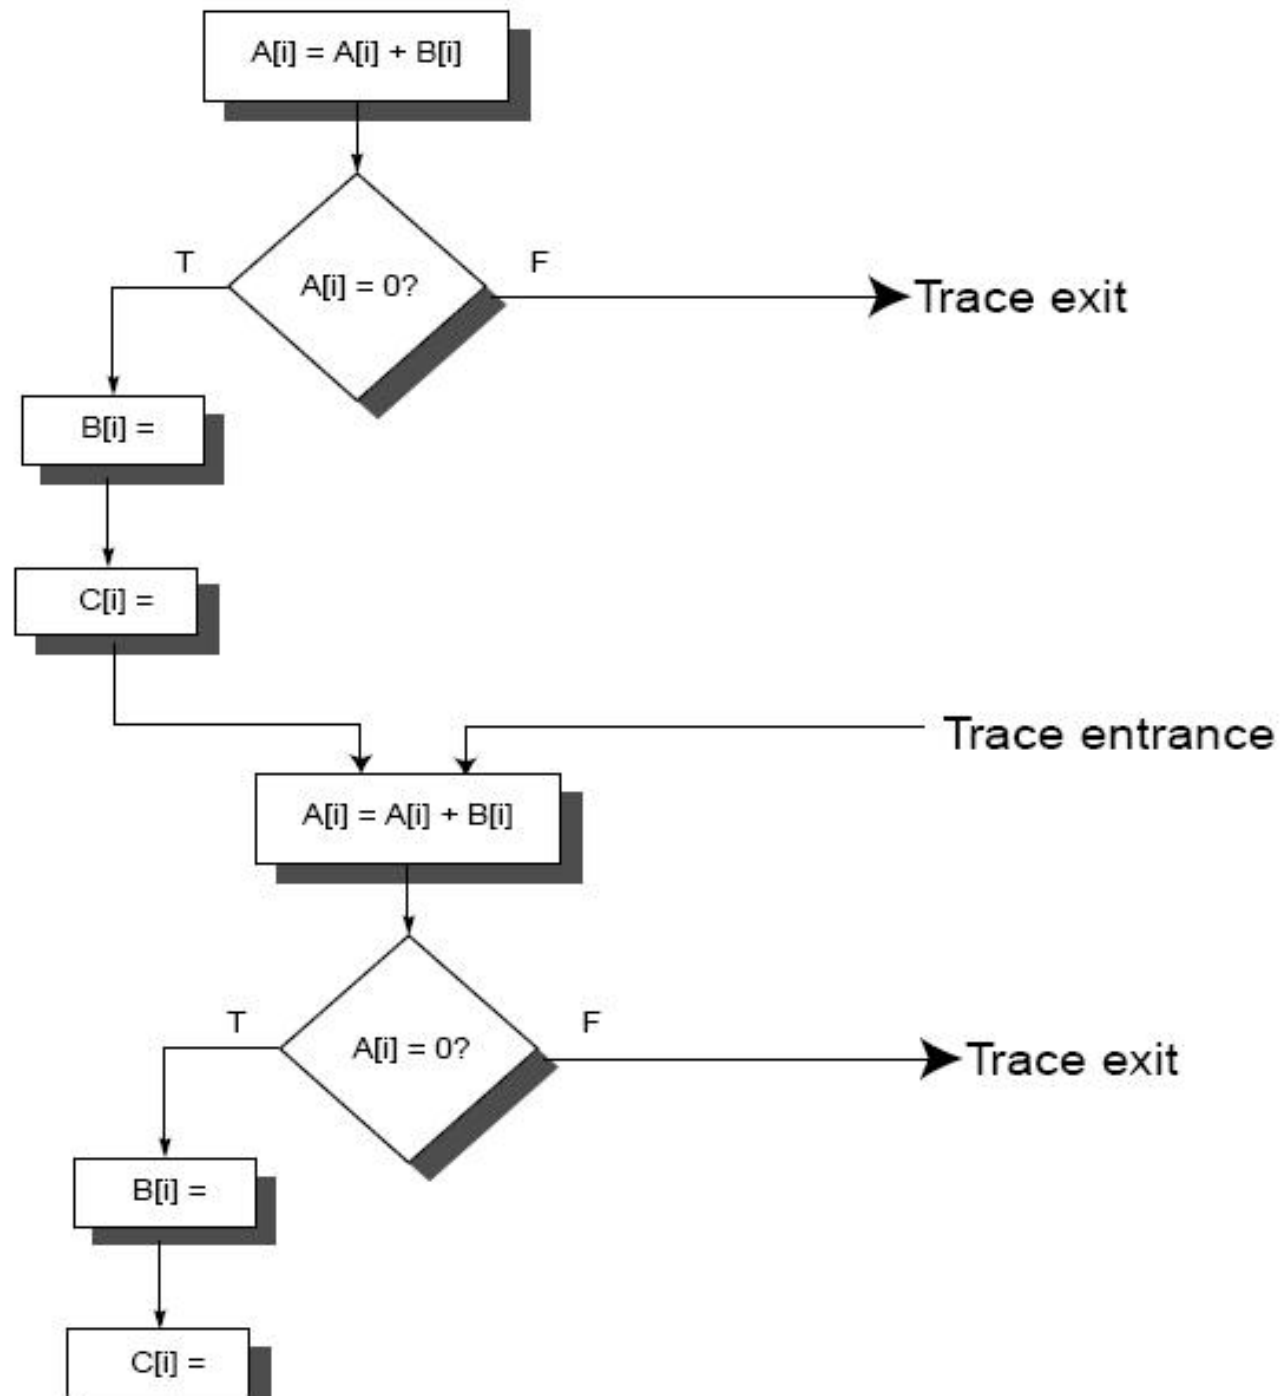 A[i] = A[i] + B[i]
T
F
A[i] = 0?
Trace exit
B[i] =
C[i] =
Trace entrance
A[i] = A[i] + B[i]
T
F
A[i] = 0?
Trace exit
B[i] =
C[i] =